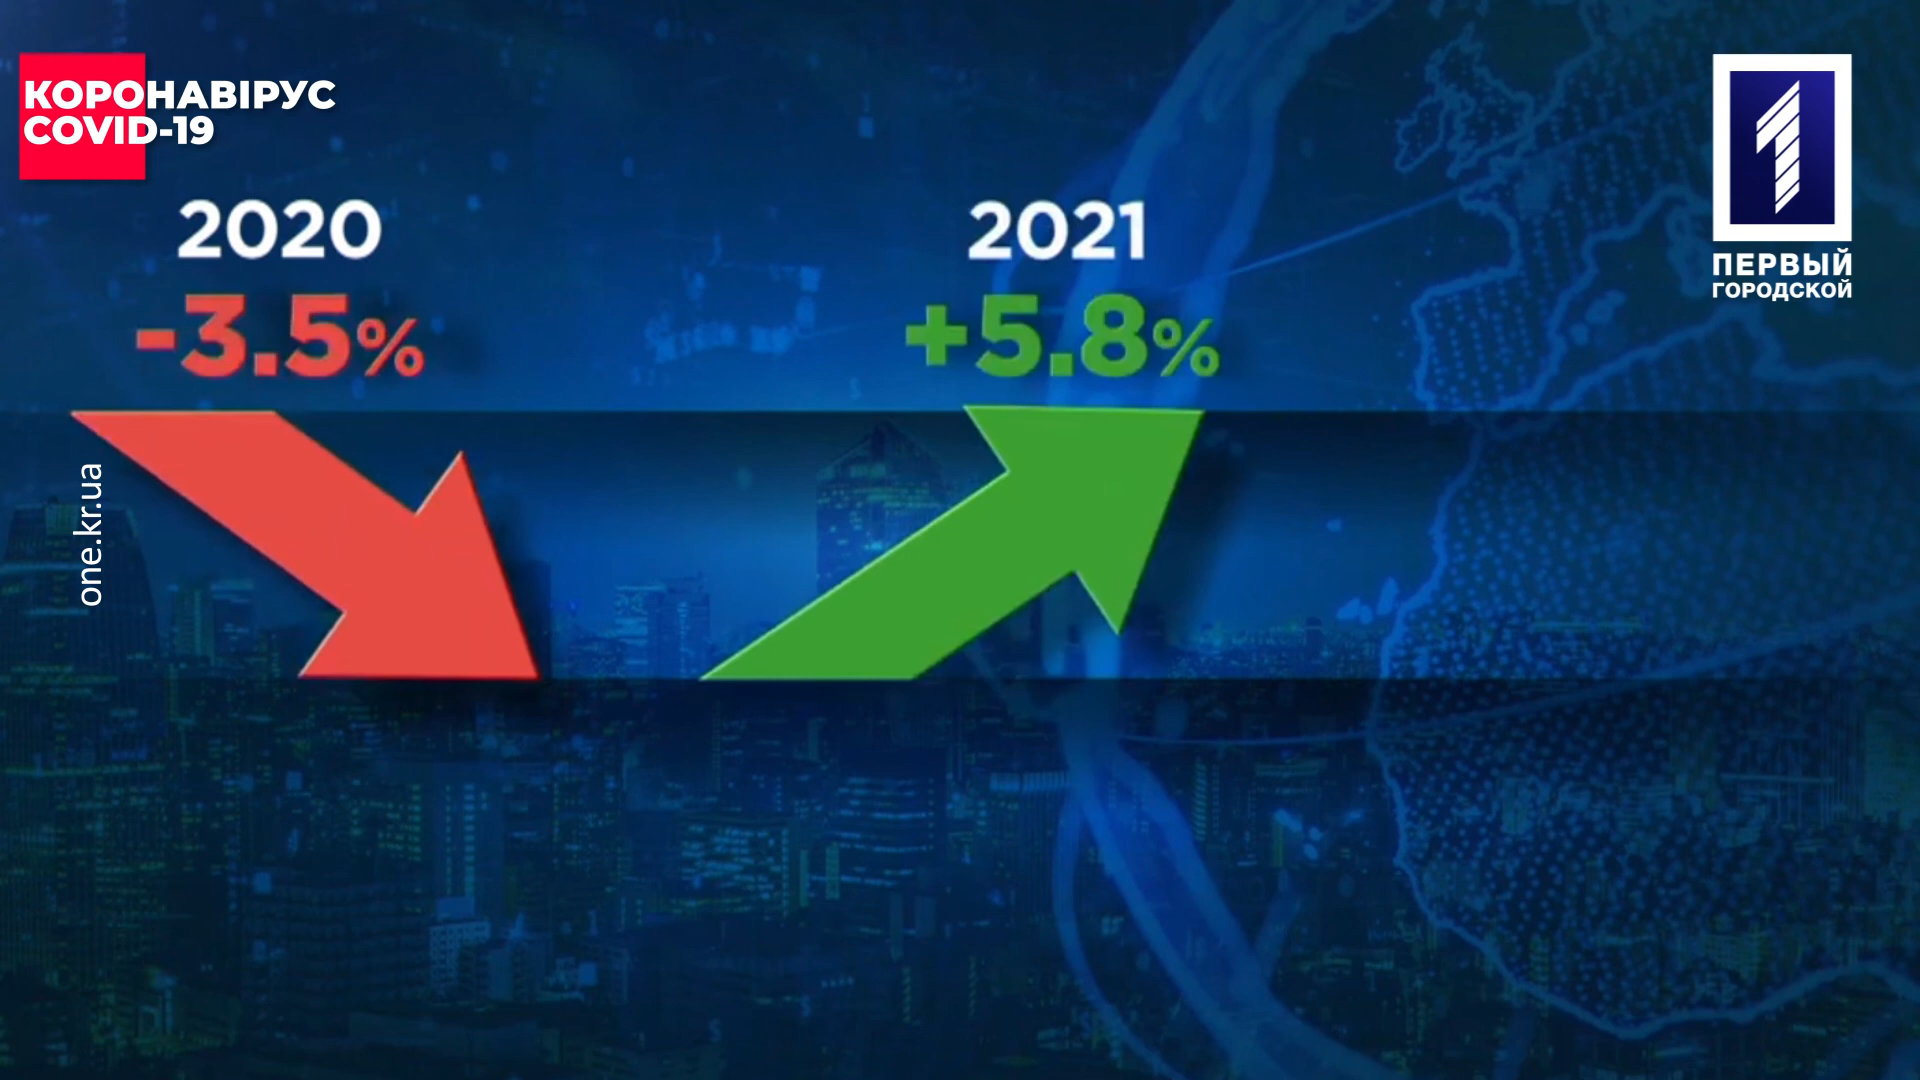 КОРОНАВІРУС
COVID-19
2020
-3.5%
2021
+5.8%
ПЕРВЫЙ
ГОРОДСКОЙ
one.kr.ua